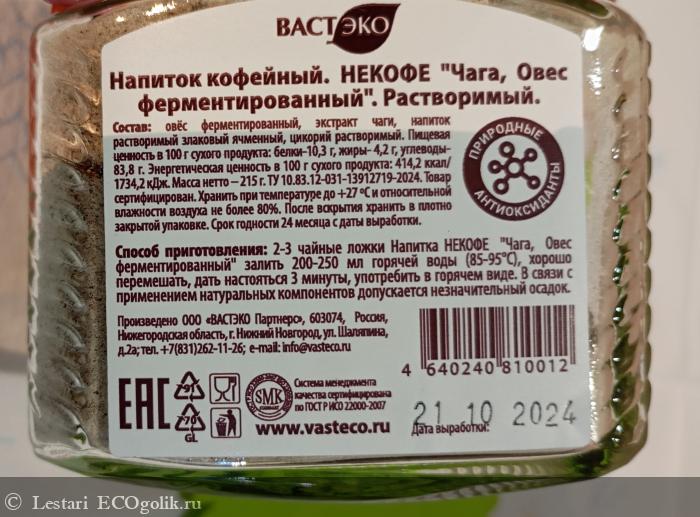 ВАСТЭКО
Напиток кофейный. НЕКОФЕ "Чага, Овес
ферментированный". Растворимый.
Состав: овёс ферментированный, экстракт чаги, напиток
растворимый злаковый ячменный, цикорий растворимый. Пищевая
ценность в 100 г сухого продукта: белки-10,3 г, жиры- 4,2 г, углеводы-
83,8 г. Энергетическая ценность в 100 г сухого продукта: 414,2 ккал/
1734,2 кДж. Масса нетто – 215 г. ТУ 10.83.12-031-13912719-2024. Товар
сертифицирован. Хранить при температуре до +27 °С и относительной
влажности воздуха не более 80%. После вскрытия хранить в плотно
закрытой упаковке. Срок годности 24 месяца с даты выработки.
ПРИРОДНЫЕ
АНТИОКСИДАНТЫ
Способ приготовления: 2-3 чайные ложки Напитка НЕКОФЕ "Чага, Овес
ферментированный" залить 200-250 мл горячей воды (85-95°С), хорошо
перемешать, дать настояться 3 минуты, употребить в горячем виде. В связи с
применением натуральных компонентов допускается незначительный осадок.
Произведено ООО «ВАСТЭКО Партнерс», 603074, Россия,
Нижегородская область, г. Нижний Новгород, ул. Шаляпина,
д.2а; тел. +7(831)262-11-26; e-mail: info@vasteco.ru
4 640240 810012
EAC
91
70
GL
SMK
Система менеджмента
качества сертифицирована
по ГОСТ Р ИСО 22000-2007
www.vasteco.ru
21 10 2024
Дата выработки:
© Lestari ECOgolik.ru